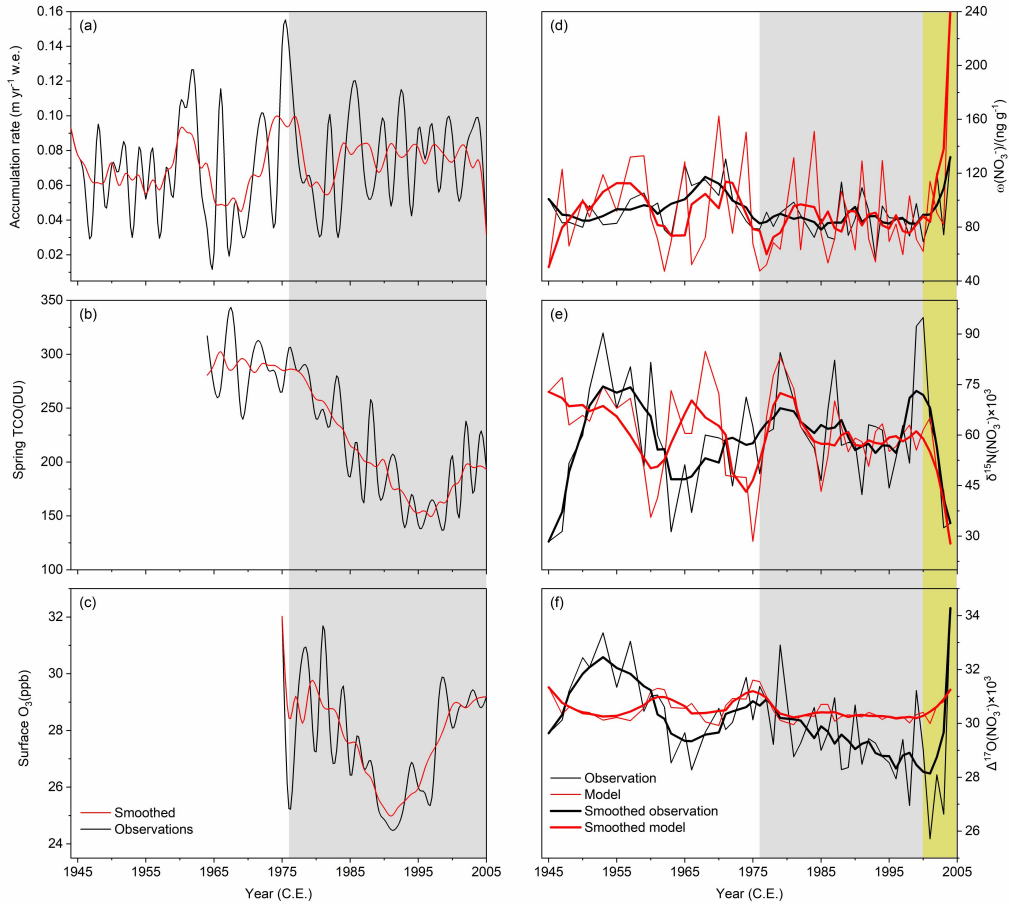 (a)
Accumulation rate (m yr⁻¹ w.e.)
0.16
0.14
0.12
0.10
0.08
0.06
0.04
0.02
(b)
Spring TCO(DU)
350
300
250
200
150
100
(c)
Surface O₃(ppb)
32
30
28
26
24
Smoothed
Observations
1945 1955 1965 1975 1985 1995 2005
Year (C.E.)
(d)
240
200
160
120
80
40
ω(NO₃⁻)/(ng g⁻¹)
(e)
90
75
60
45
30
δ¹⁵N(NO₃⁻)×10³
(f)
34
32
30
28
26
Δ¹⁷O(NO₃⁻)×10³
Observation
Model
Smoothed observation
Smoothed model
1945 1955 1965 1975 1985 1995 2005
Year (C.E.)